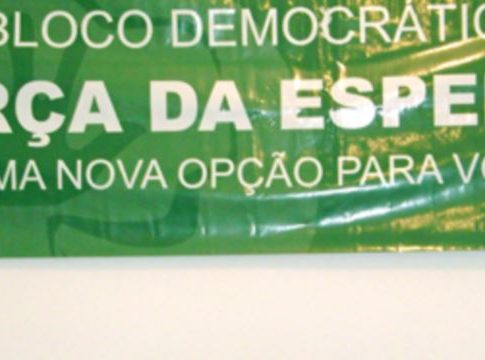 BLOCO DEMOCRÁTIC
RÇA DA ESPE
MA NOVA OPÇÃO PARA VO